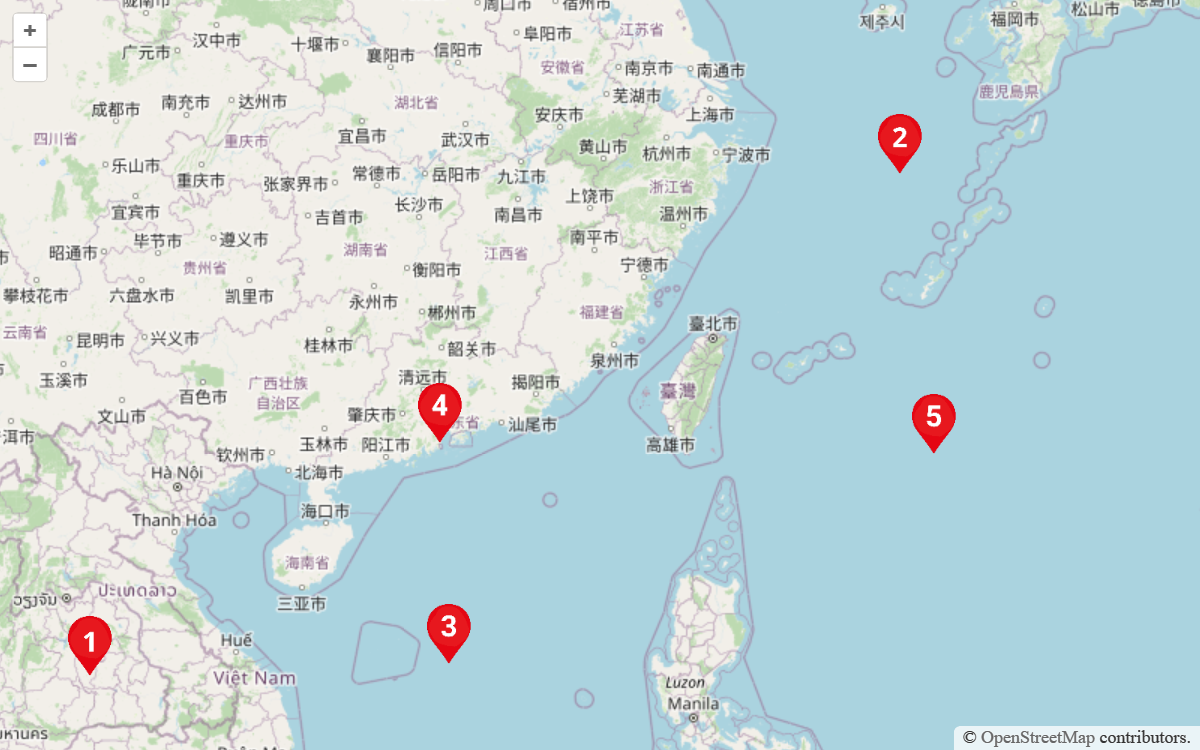 +
−
周口市
宿州市
제주시
福岡市
松山市
汉中市
十堰市
阜阳市
江苏省
广元市
襄阳市
信阳市
安徽省
南京市
南通市
鹿児島県
成都市
南充市
达州市
湖北省
安庆市
芜湖市
上海市
四川省
重庆市
宜昌市
武汉市
黄山市
杭州市
宁波市
2
乐山市
重庆市
张家界市
常德市
岳阳市
九江市
上饶市
浙江省
宜宾市
吉首市
长沙市
南昌市
温州市
昭通市
毕节市
遵义市
湖南省
江西省
南平市
贵州省
衡阳市
宁德市
攀枝花市
六盘水市
凯里市
永州市
郴州市
福建省
云南省
昆明市
兴义市
桂林市
韶关市
泉州市
臺北市
玉溪市
百色市
广西壮族
自治区
清远市
揭阳市
臺灣
文山市
肇庆市
4
东省
汕尾市
5
钦州市
玉林市
阳江市
高雄市
Hà Nội
北海市
Thanh Hóa
海口市
海南省
ວຽງຈັນ
ປະເທດລາວ
三亚市
1
Huế
3
Việt Nam
Luzon
Manila
© OpenStreetMap contributors.